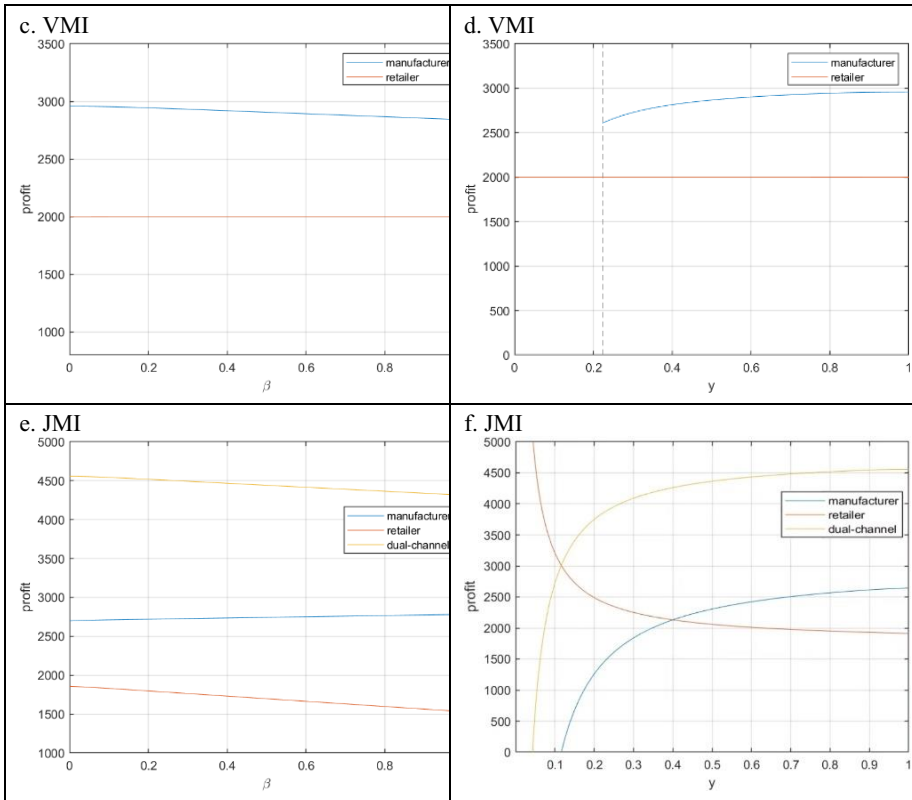 c. VMI
3500
3000
2500
2000
1500
1000
profit
0
0.2
0.4
0.6
0.8
β
manufacturer
retailer
d. VMI
3500
3000
2500
2000
1500
1000
500
0
profit
0
0.2
0.4
0.6
0.8
1
y
manufacturer
retailer
e. JMI
5000
4500
4000
3500
3000
2500
2000
1500
1000
profit
0
0.2
0.4
0.6
0.8
β
manufacturer
retailer
dual-channel
f. JMI
5000
4500
4000
3500
3000
2500
2000
1500
1000
500
0
profit
0.1
0.2
0.3
0.4
0.5
0.6
0.7
0.8
0.9
1
y
manufacturer
retailer
dual-channel